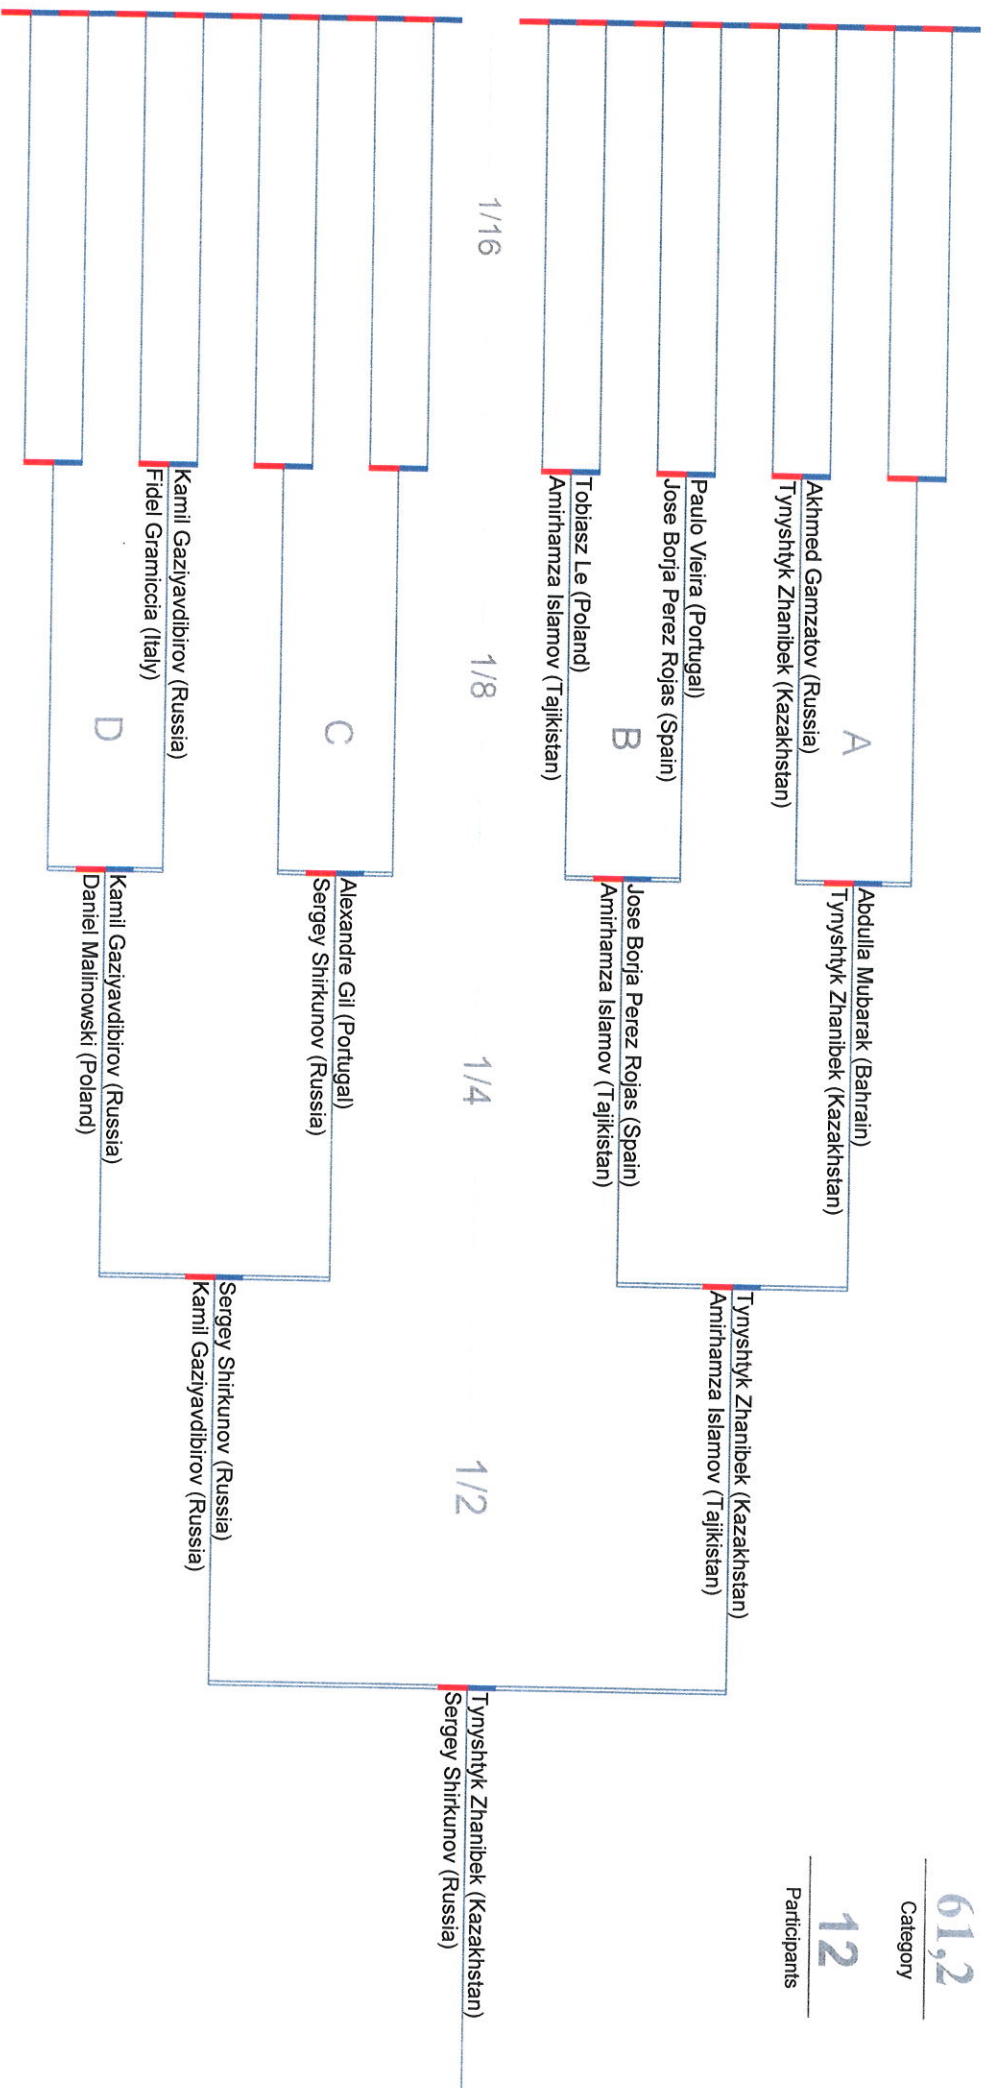 61,2
Category
12
Participants
1/16
1/8
1/4
1/2
A
Akhmed Gamzatov (Russia)
Tynyshtyk Zhanibek (Kazakhstan)
Abdulla Mubarak (Bahrain)
Tynyshtyk Zhanibek (Kazakhstan)
B
Paulo Vieira (Portugal)
Jose Borja Perez Rojas (Spain)
Tobiasz Le (Poland)
Amirhamza Islamov (Tajikistan)
Jose Borja Perez Rojas (Spain)
Amirhamza Islamov (Tajikistan)
Tynyshtyk Zhanibek (Kazakhstan)
Amirhamza Islamov (Tajikistan)
C
Alexandre Gil (Portugal)
Sergey Shirkunov (Russia)
D
Kamil Gaziyavdibirov (Russia)
Fidel Gramiccia (Italy)
Kamil Gaziyavdibirov (Russia)
Daniel Malinowski (Poland)
Sergey Shirkunov (Russia)
Kamil Gaziyavdibirov (Russia)
Tynyshtyk Zhanibek (Kazakhstan)
Sergey Shirkunov (Russia)